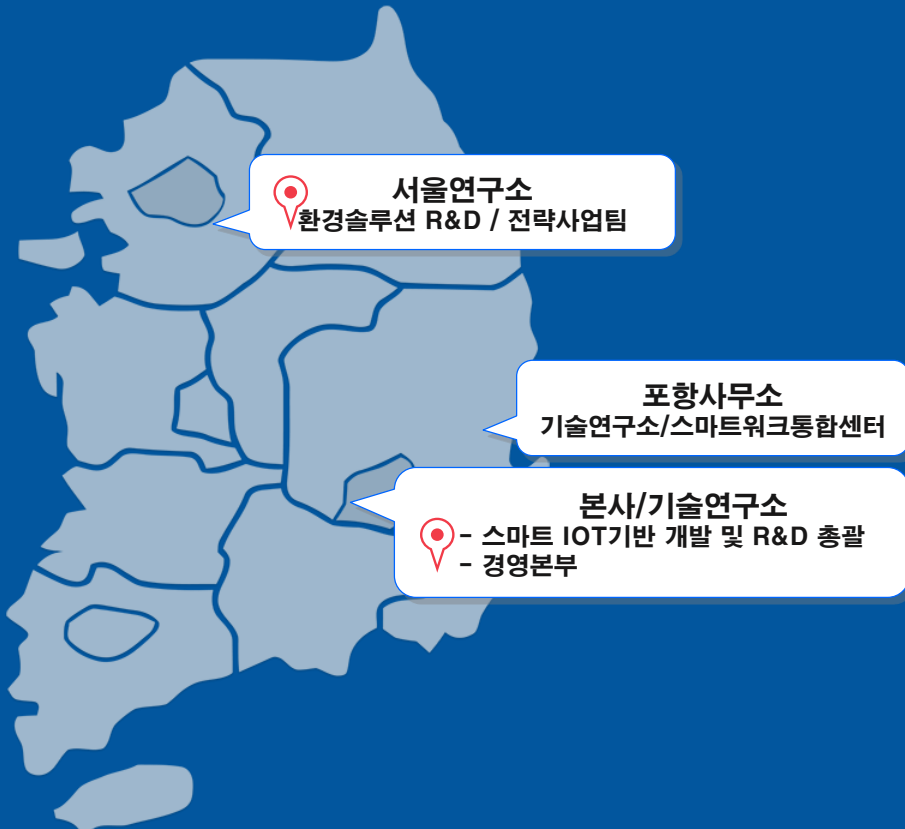 서울연구소
환경솔루션 R&D / 전략사업팀
포항사무소
기술연구소/스마트워크통합센터
본사/기술연구소
- 스마트 IOT기반 개발 및 R&D 총괄
- 경영본부